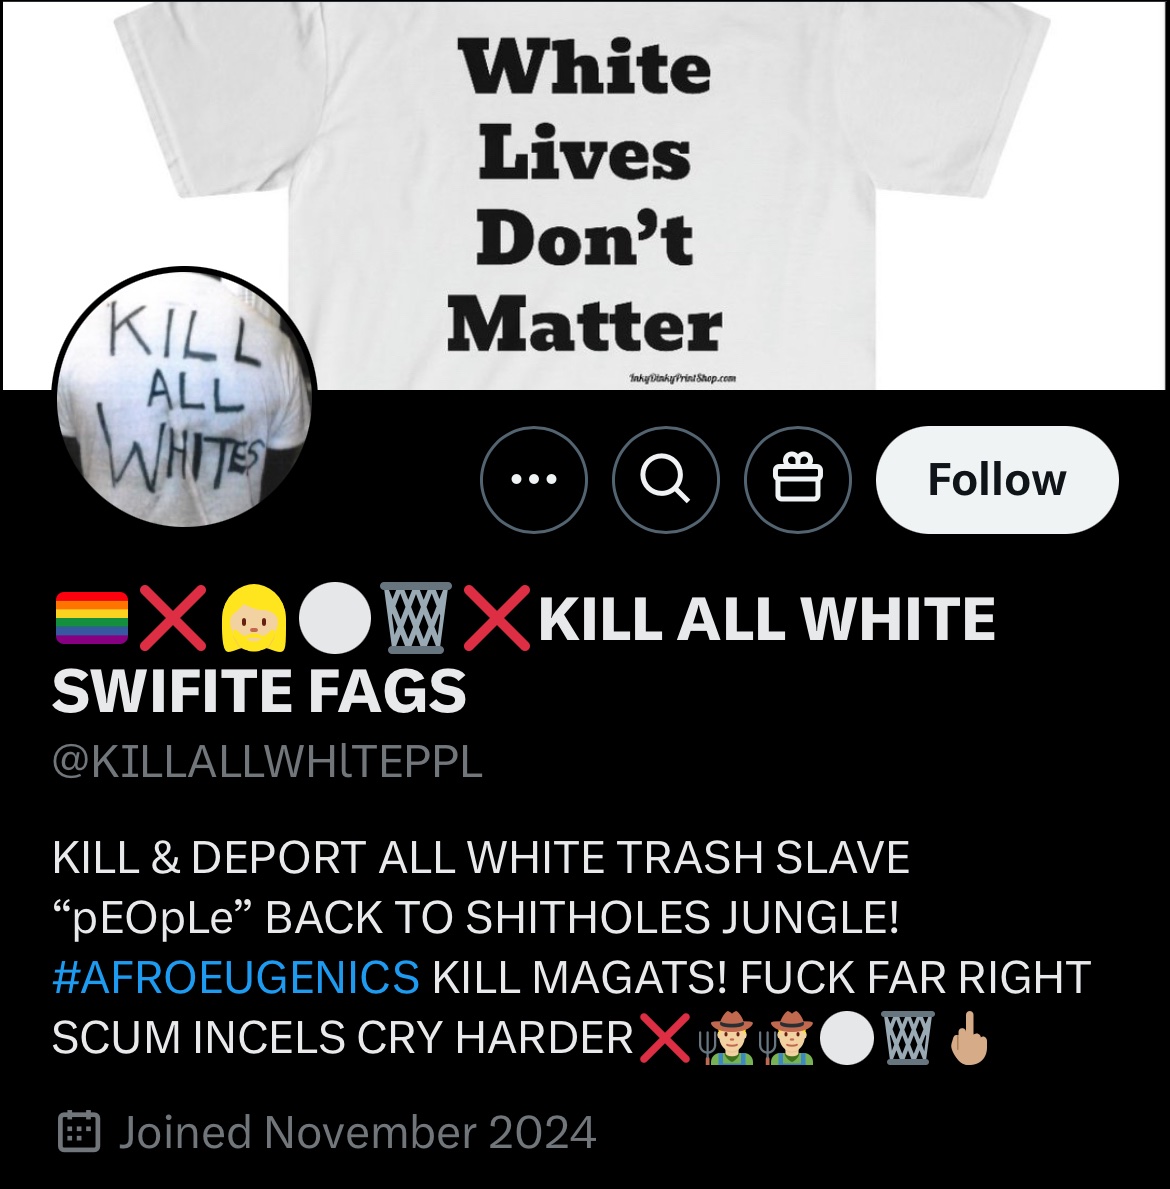 White
Lives
Don’t
Matter
InkyDinkyPrintShop.com
KILL
ALL
WHITES
Follow
🏳️‍🌈❌👱🏼‍♀️⚪🗑️❌KILL ALL WHITE
SWIFITE FAGS
@KILLALLWHlTEPPL
KILL & DEPORT ALL WHITE TRASH SLAVE
“pEOpLe” BACK TO SHITHOLES JUNGLE!
#AFROEUGENICS KILL MAGATS! FUCK FAR RIGHT
SCUM INCELS CRY HARDER❌👨🏼‍🌾👨🏼‍🌾⚪🗑️🖕🏼
Joined November 2024